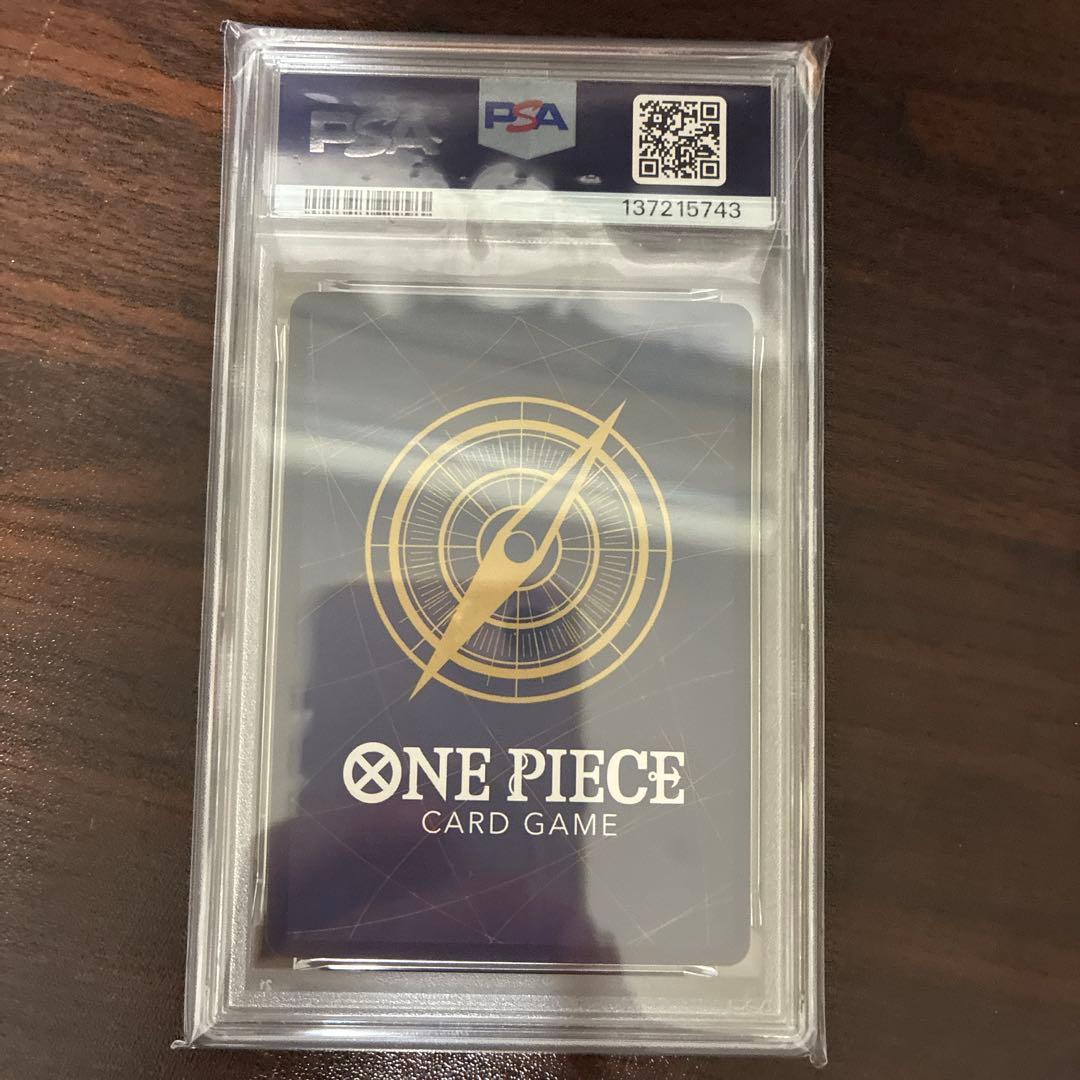 PSA
PSA
137215743
ONE PIECE
CARD GAME